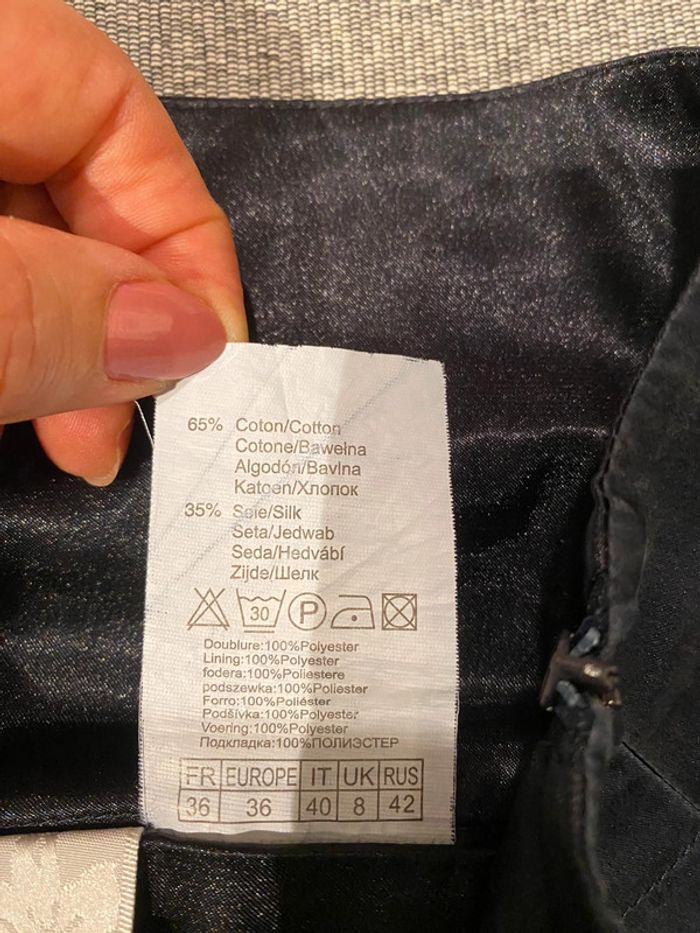 65% Coton/Cotton
Cotone/Bawełna
Algodón/Bavlna
Katoen/Хлопок
35% Soie/Silk
Seta/Jedwab
Seda/Hedvábí
Zijde/Шелк
30 P
Doublure:100%Polyester
Lining:100%Polyester
fodera:100%Poliestere
podszewka:100%Poliester
Forro:100%Poliéster
Podšívka:100%Polyester
Voering:100%Polyester
Подкладка:100%ПОЛИЭСТЕР
FR EUROPE IT UK RUS
36 36 40 8 42